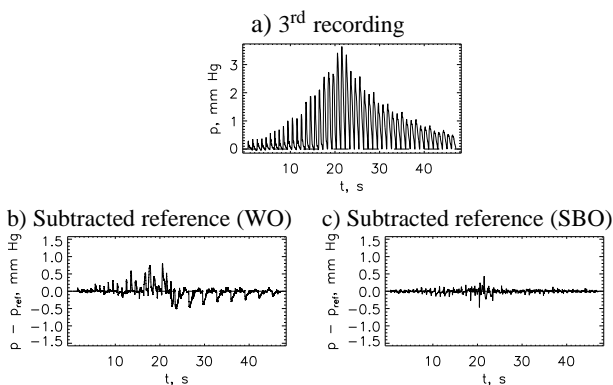 a) 3rd recording
p, mm Hg
3
2
1
0
10 20 30 40
t, s
b) Subtracted reference (WO)
p − pref, mm Hg
1.5
1.0
0.5
0.0
−0.5
−1.0
−1.5
10 20 30 40
t, s
c) Subtracted reference (SBO)
p − pref, mm Hg
1.5
1.0
0.5
0.0
−0.5
−1.0
−1.5
10 20 30 40
t, s